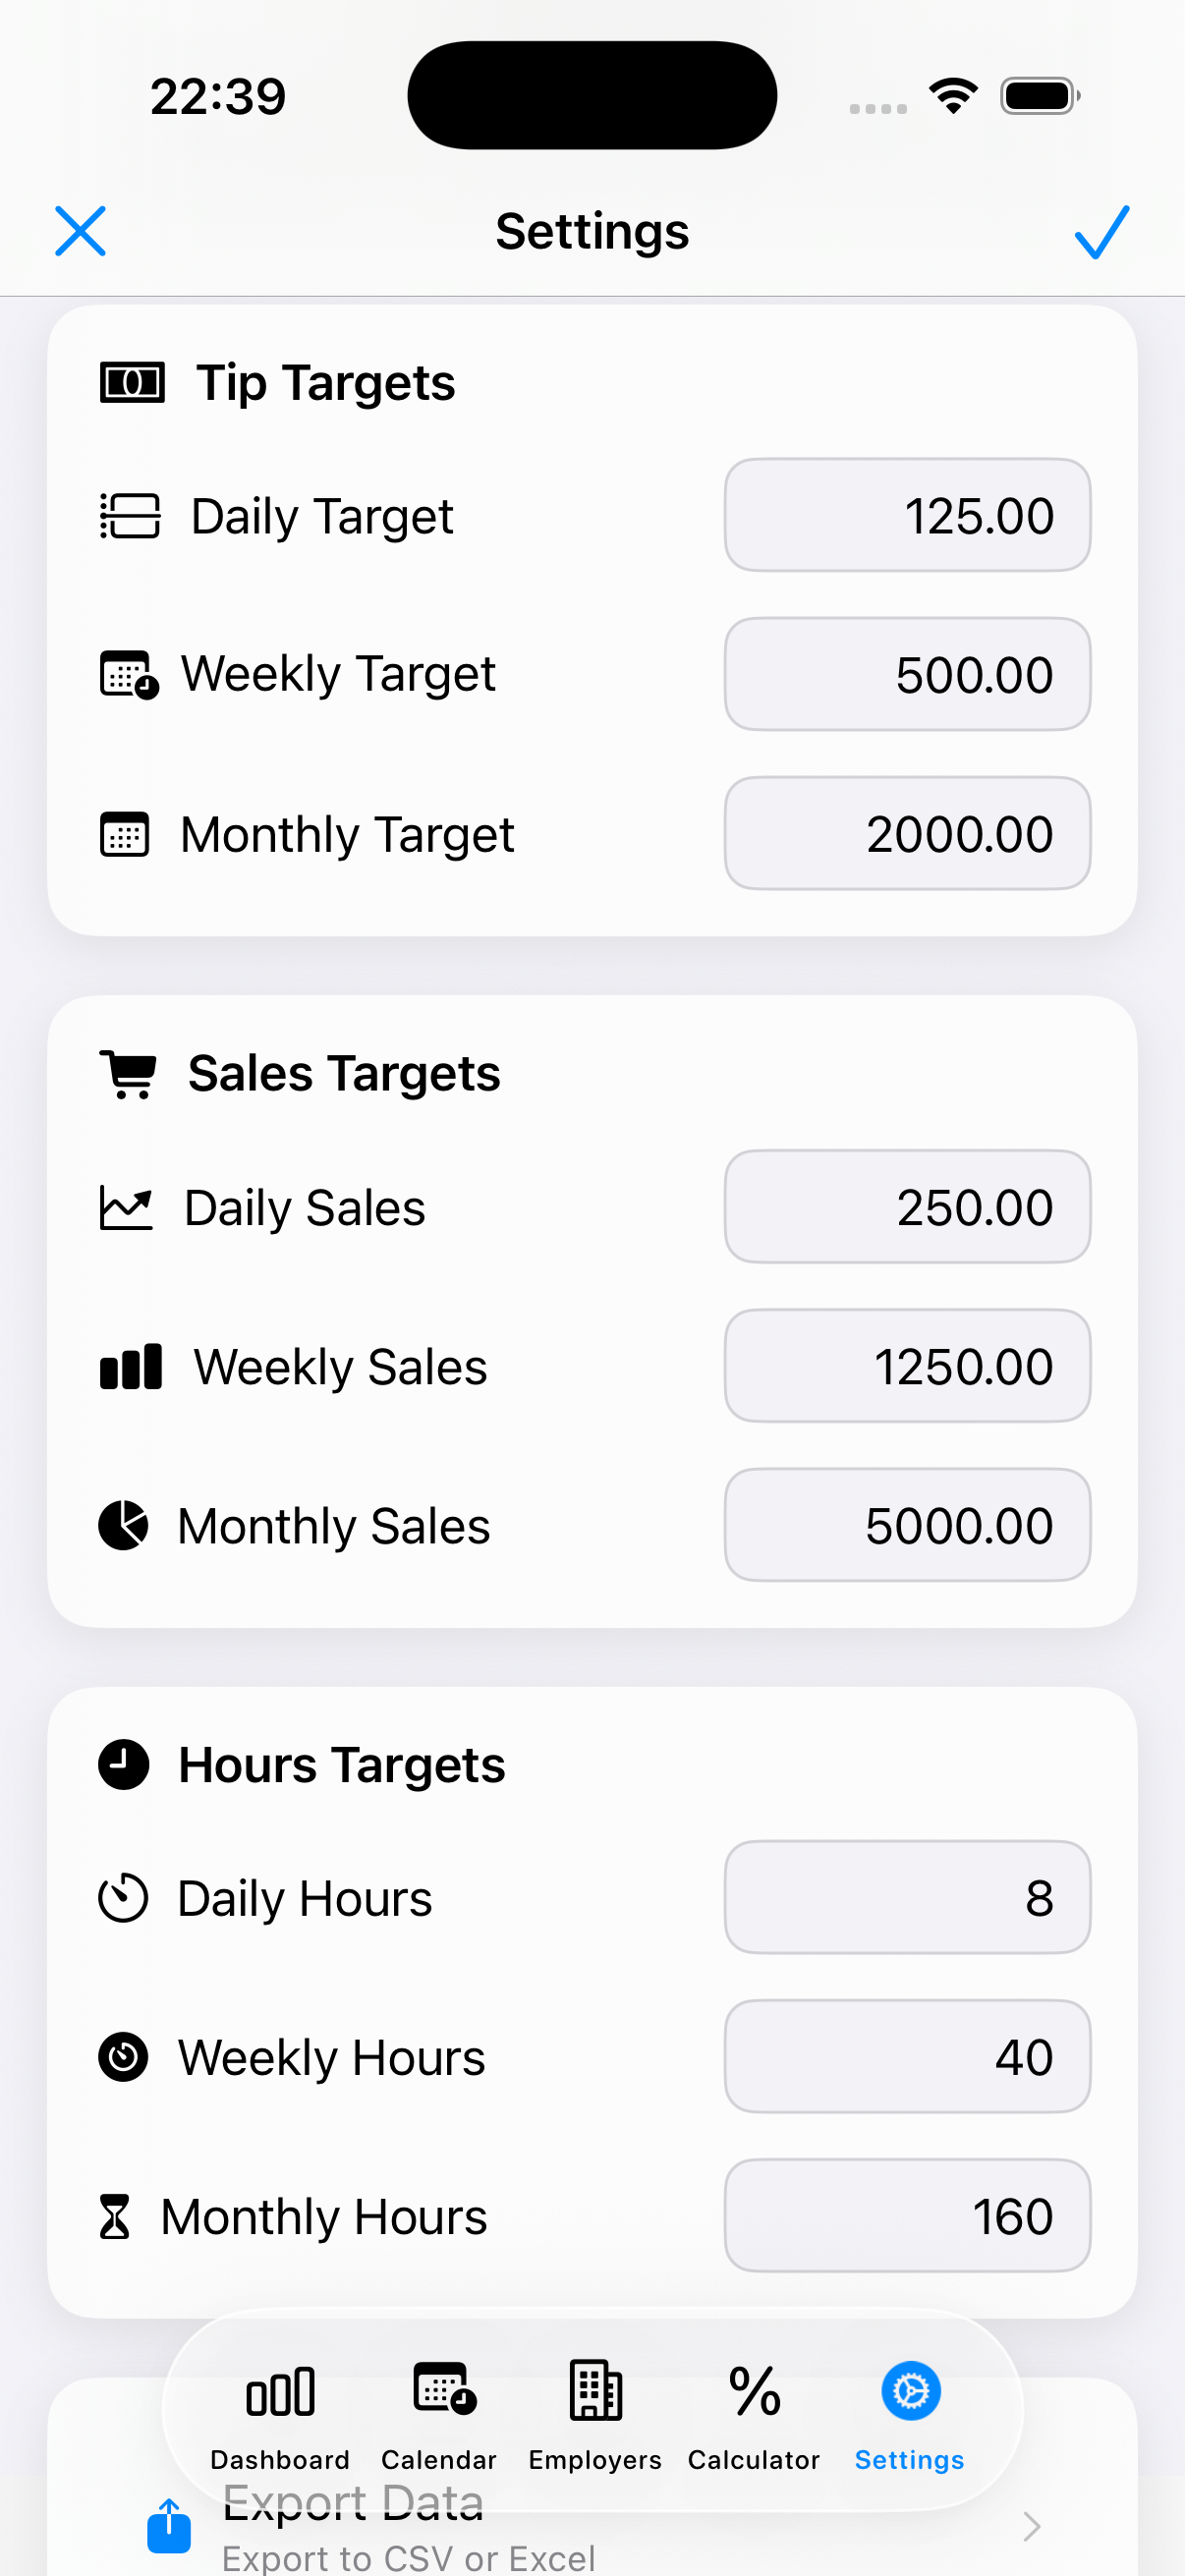 22:39
Settings
Tip Targets
Daily Target 125.00
Weekly Target 500.00
Monthly Target 2000.00
Sales Targets
Daily Sales 250.00
Weekly Sales 1250.00
Monthly Sales 5000.00
Hours Targets
Daily Hours 8
Weekly Hours 40
Monthly Hours 160
Dashboard Calendar Employers Calculator Settings
Export Data
Export to CSV or Excel